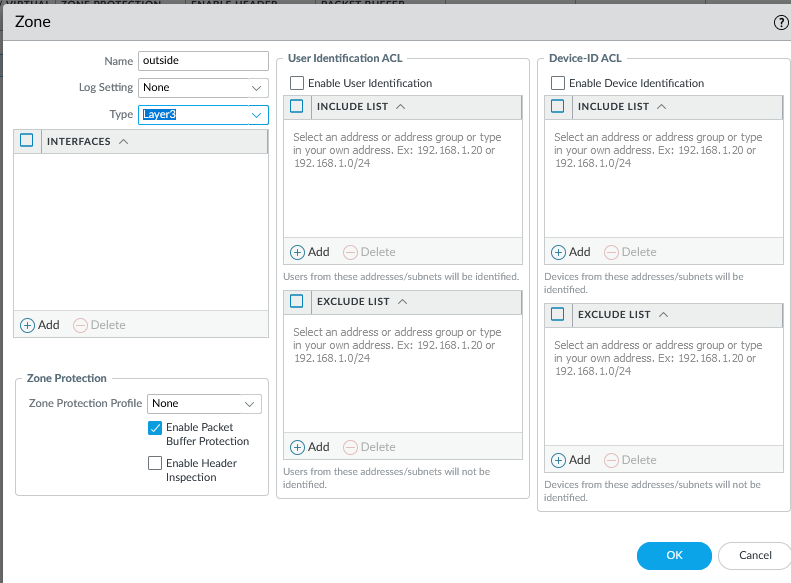 Zone
Name outside
Log Setting None
Type Layer3
INTERFACES
Add Delete
Zone Protection
Zone Protection Profile None
Enable Packet
Buffer Protection
Enable Header
Inspection
User Identification ACL
Enable User Identification
INCLUDE LIST
Select an address or address group or type
in your own address. Ex: 192.168.1.20 or
192.168.1.0/24
Add Delete
Users from these addresses/subnets will be identified.
EXCLUDE LIST
Select an address or address group or type
in your own address. Ex: 192.168.1.20 or
192.168.1.0/24
Add Delete
Users from these addresses/subnets will not be
identified.
Device-ID ACL
Enable Device Identification
INCLUDE LIST
Select an address or address group or type
in your own address. Ex: 192.168.1.20 or
192.168.1.0/24
Add Delete
Devices from these addresses/subnets will be
identified.
EXCLUDE LIST
Select an address or address group or type
in your own address. Ex: 192.168.1.20 or
192.168.1.0/24
Add Delete
Devices from these addresses/subnets will not be
identified.
OK Cancel